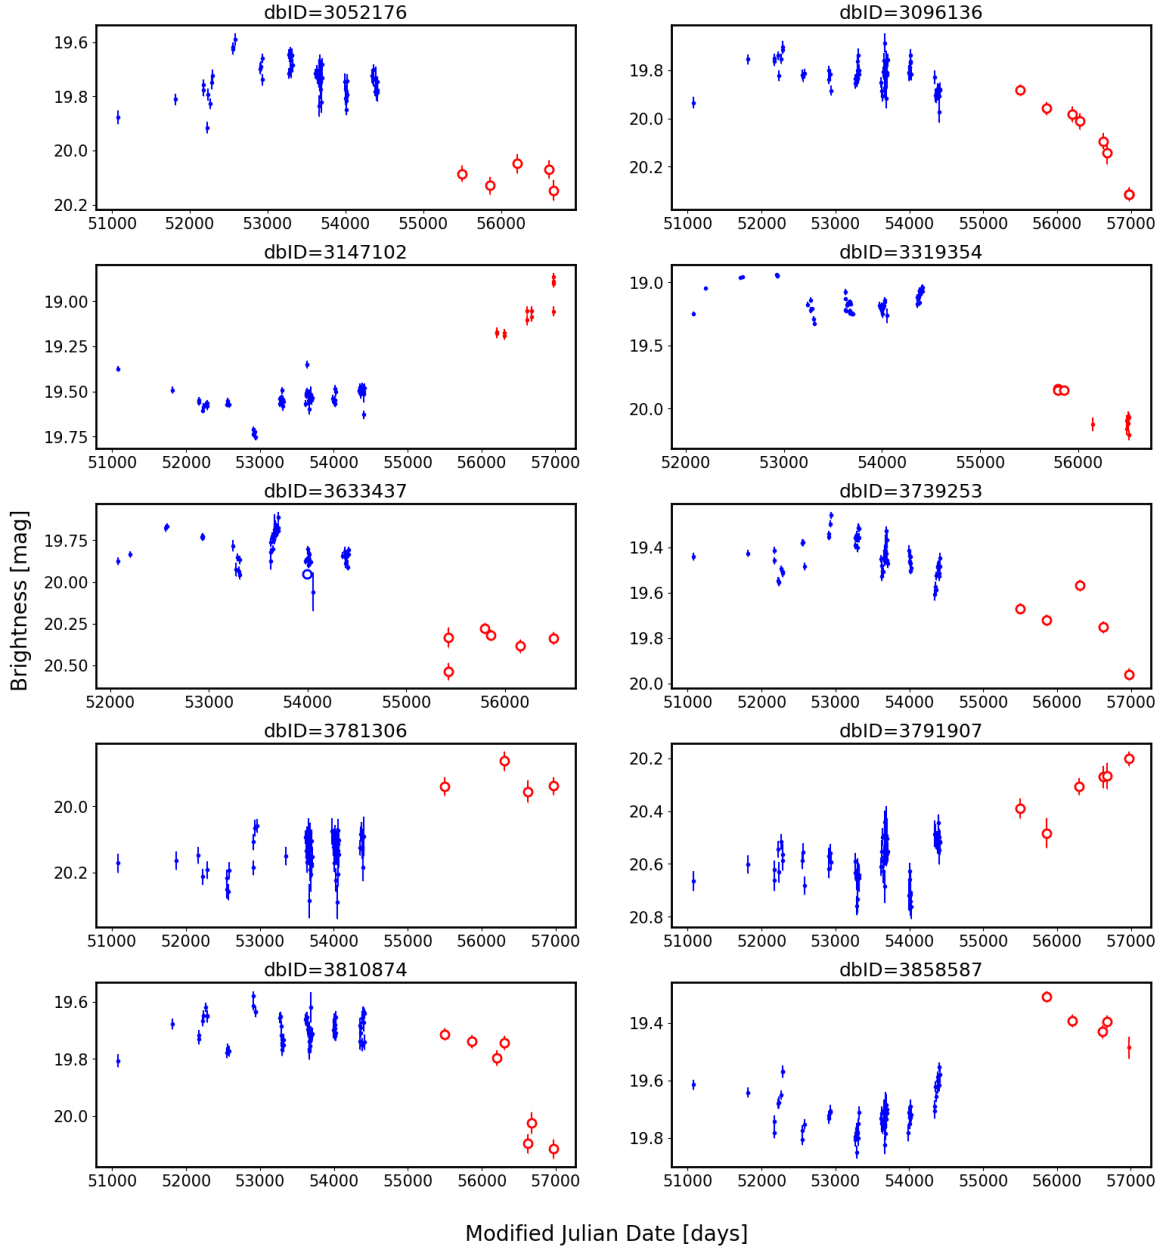 dbID=3052176
19.6
19.8
20.0
20.2
51000 52000 53000 54000 55000 56000
dbID=3096136
19.8
20.0
20.2
51000 52000 53000 54000 55000 56000 57000
dbID=3147102
19.00
19.25
19.50
19.75
51000 52000 53000 54000 55000 56000 57000
dbID=3319354
19.0
19.5
20.0
52000 53000 54000 55000 56000
dbID=3633437
19.75
20.00
20.25
20.50
52000 53000 54000 55000 56000
dbID=3739253
19.4
19.6
19.8
20.0
51000 52000 53000 54000 55000 56000 57000
dbID=3781306
20.0
20.2
51000 52000 53000 54000 55000 56000 57000
dbID=3791907
20.2
20.4
20.6
20.8
51000 52000 53000 54000 55000 56000 57000
dbID=3810874
19.6
19.8
20.0
51000 52000 53000 54000 55000 56000 57000
dbID=3858587
19.4
19.6
19.8
51000 52000 53000 54000 55000 56000 57000
Brightness [mag]
Modified Julian Date [days]